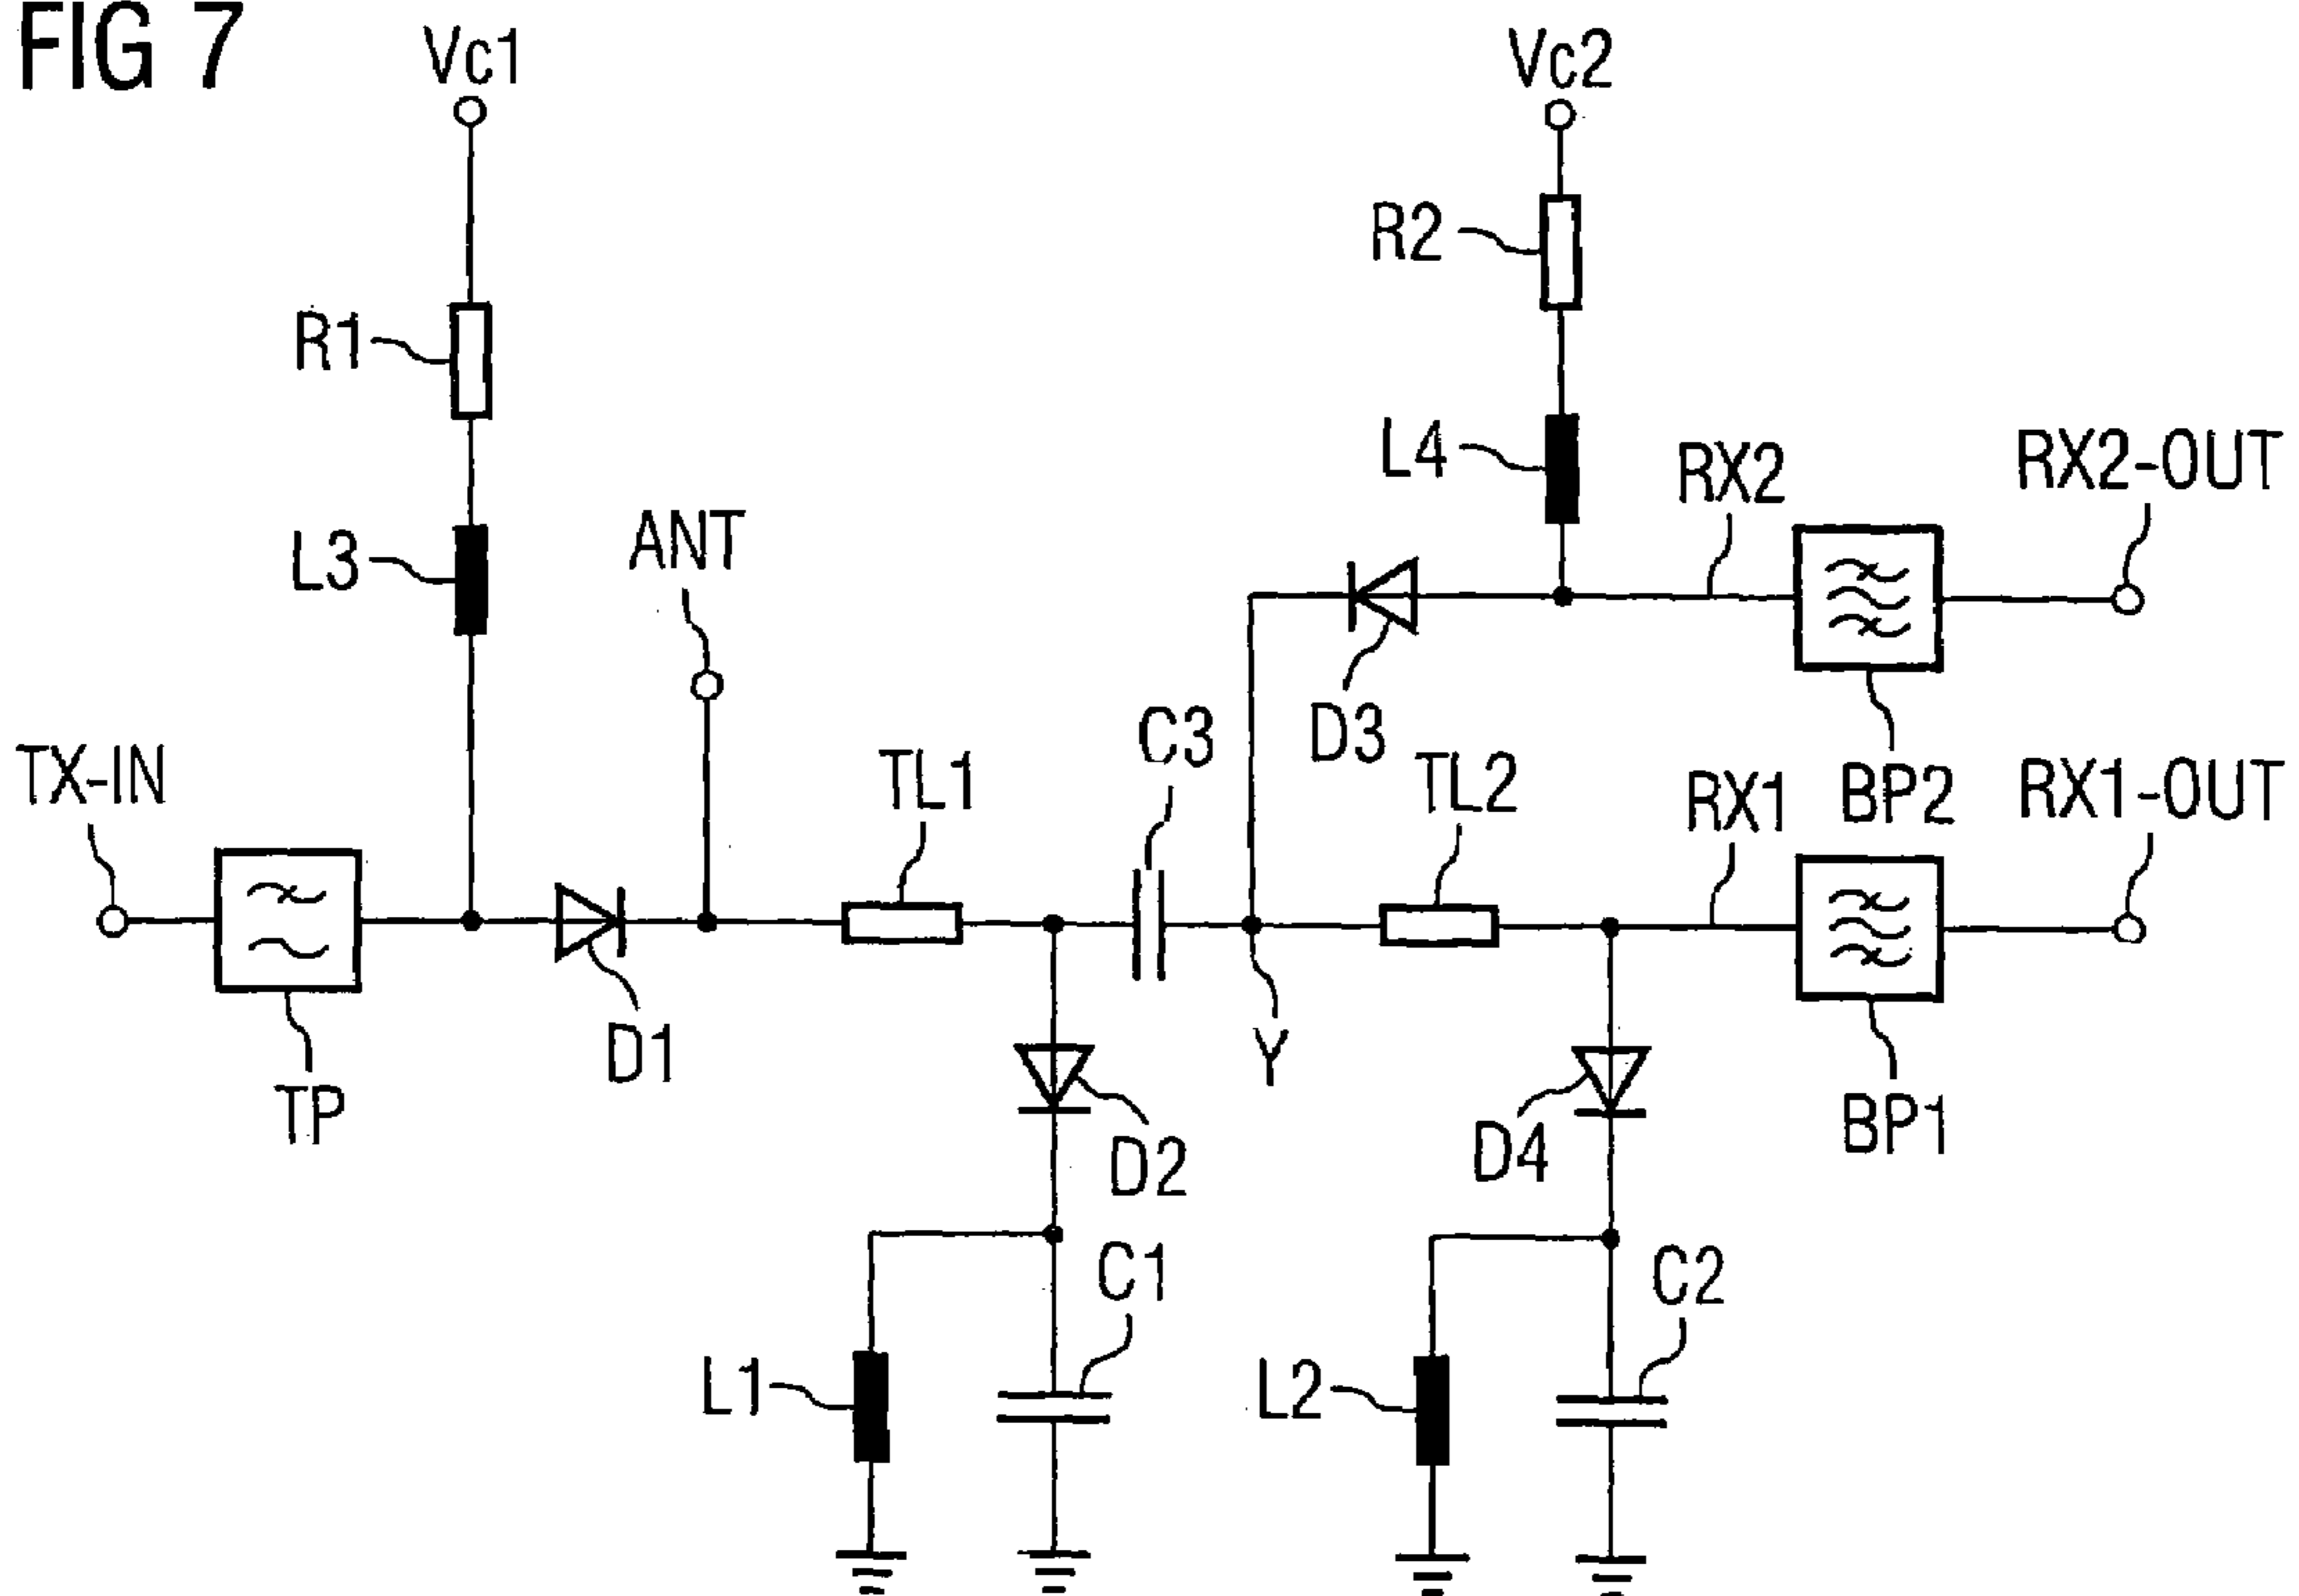 FIG 7
Vc1
Vc2
R2
R1
L4
RX2
RX2-OUT
ANT
L3
D3
C3
TX-IN
TL1
TL2
RX1
BP2
RX1-OUT
D1
Y
TP
D2
D4
BP1
C1
C2
L1
L2